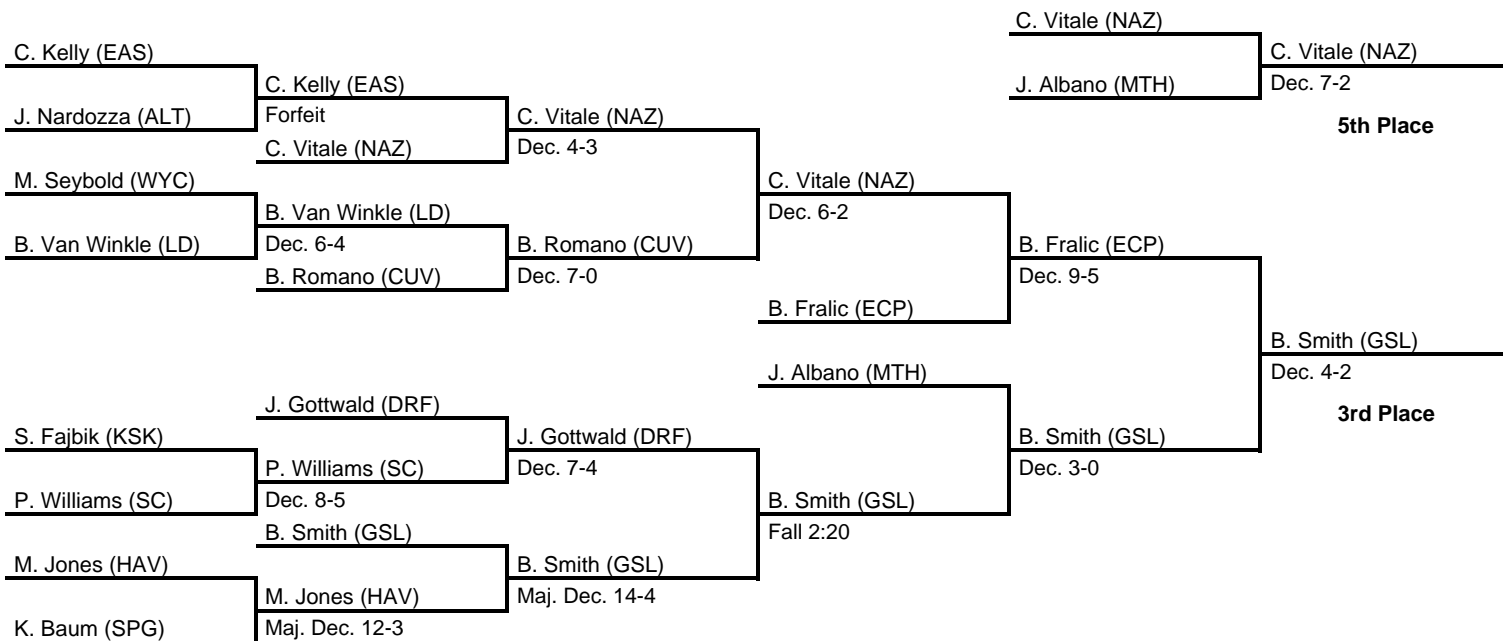 C. Vitale (NAZ)
C. Kelly (EAS)
C. Vitale (NAZ)
C. Kelly (EAS)
J. Albano (MTH)
Dec. 7-2
J. Nardozza (ALT)
Forfeit
C. Vitale (NAZ)
5th Place
C. Vitale (NAZ)
Dec. 4-3
M. Seybold (WYC)
C. Vitale (NAZ)
B. Van Winkle (LD)
Dec. 6-2
B. Van Winkle (LD)
Dec. 6-4
B. Romano (CUV)
B. Fralic (ECP)
B. Romano (CUV)
Dec. 7-0
Dec. 9-5
B. Fralic (ECP)
B. Smith (GSL)
J. Albano (MTH)
Dec. 4-2
J. Gottwald (DRF)
3rd Place
S. Fajbik (KSK)
J. Gottwald (DRF)
B. Smith (GSL)
P. Williams (SC)
Dec. 7-4
Dec. 3-0
P. Williams (SC)
Dec. 8-5
B. Smith (GSL)
B. Smith (GSL)
Fall 2:20
M. Jones (HAV)
B. Smith (GSL)
M. Jones (HAV)
Maj. Dec. 14-4
K. Baum (SPG)
Maj. Dec. 12-3